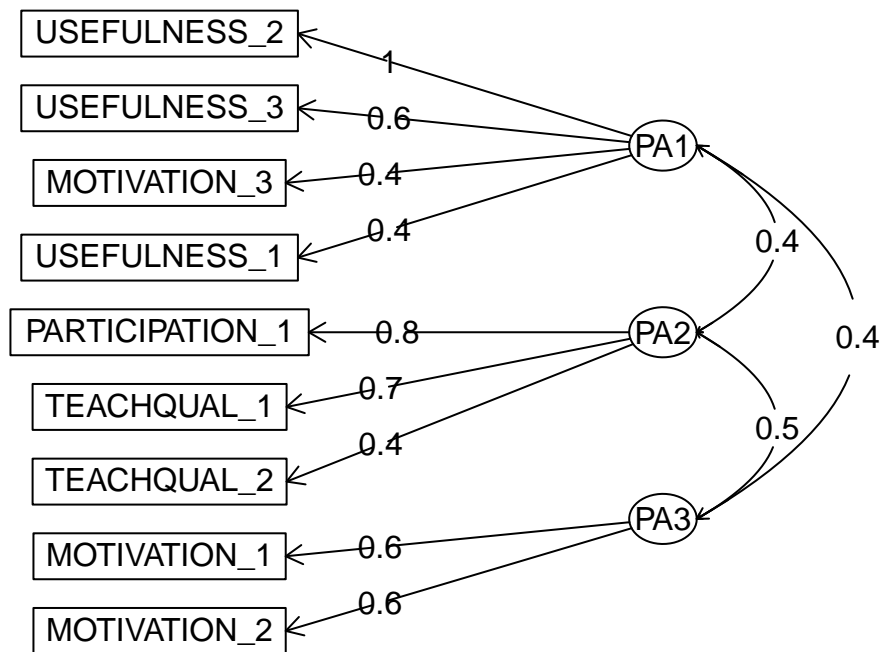 USEFULNESS_2
USEFULNESS_3
MOTIVATION_3
USEFULNESS_1
PARTICIPATION_1
TEACHQUAL_1
TEACHQUAL_2
MOTIVATION_1
MOTIVATION_2
1
0.6
0.4
0.4
0.8
0.7
0.4
0.6
0.6
PA1
PA2
PA3
0.4
0.5
0.4